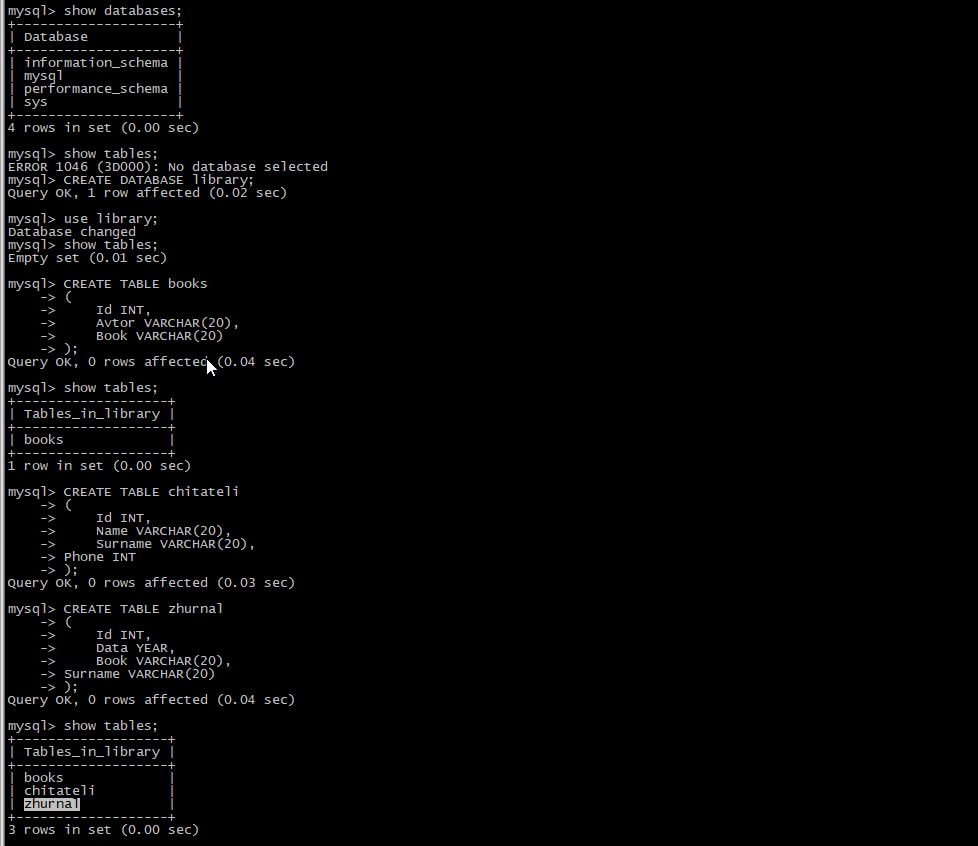 mysql> show databases;
+--------------------+
| Database           |
+--------------------+
| information_schema |
| mysql              |
| performance_schema |
| sys                |
+--------------------+
4 rows in set (0.00 sec)

mysql> show tables;
ERROR 1046 (3D000): No database selected
mysql> CREATE DATABASE library;
Query OK, 1 row affected (0.02 sec)

mysql> use library;
Database changed
mysql> show tables;
Empty set (0.01 sec)

mysql> CREATE TABLE books
    -> (
    ->     Id INT,
    ->     Avtor VARCHAR(20),
    ->     Book VARCHAR(20)
    -> );
Query OK, 0 rows affected (0.04 sec)

mysql> show tables;
+-------------------+
| Tables_in_library |
+-------------------+
| books             |
+-------------------+
1 row in set (0.00 sec)

mysql> CREATE TABLE chitateli
    -> (
    ->     Id INT,
    ->     Name VARCHAR(20),
    ->     Surname VARCHAR(20),
    -> Phone INT
    -> );
Query OK, 0 rows affected (0.03 sec)

mysql> CREATE TABLE zhurnal
    -> (
    ->     Id INT,
    ->     Data YEAR,
    ->     Book VARCHAR(20),
    -> Surname VARCHAR(20)
    -> );
Query OK, 0 rows affected (0.04 sec)

mysql> show tables;
+-------------------+
| Tables_in_library |
+-------------------+
| books             |
| chitateli         |
| zhurnal           |
+-------------------+
3 rows in set (0.00 sec)